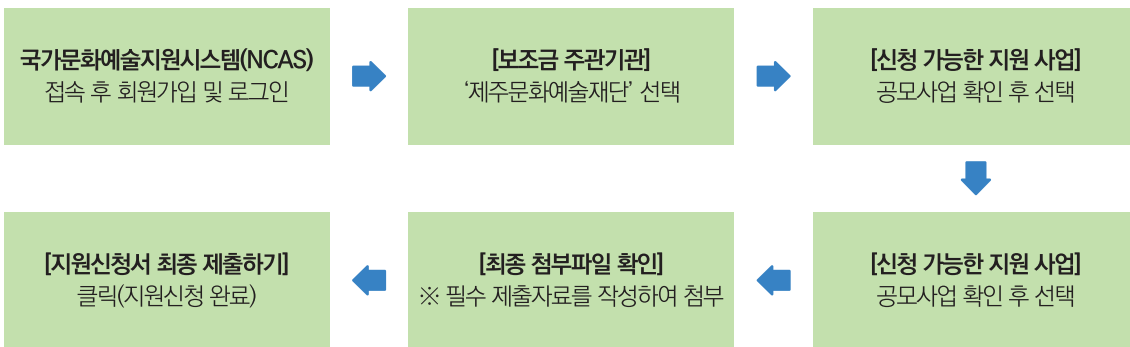 국가문화예술지원시스템(NCAS)
접속 후 회원가입 및 로그인
[보조금 주관기관]
‘제주문화예술재단’ 선택
[신청 가능한 지원 사업]
공모사업 확인 후 선택
[신청 가능한 지원 사업]
공모사업 확인 후 선택
[최종 첨부파일 확인]
※ 필수 제출자료를 작성하여 첨부
[지원신청서 최종 제출하기]
클릭(지원신청 완료)